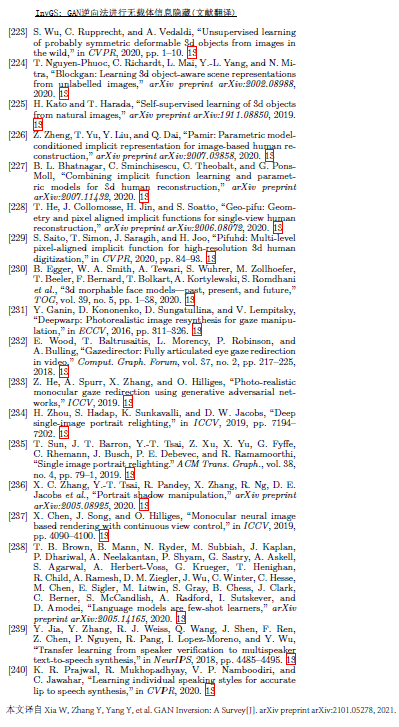 InvGS: GAN逆向法进行无载体信息隐藏(文献翻译)
[223] S. Wu, C. Rupprecht, and A. Vedaldi, “Unsupervised learning
of probably symmetric deformable 3d objects from images in
the wild,” in CVPR, 2020, pp. 1–10. 13
[224] T. Nguyen-Phuoc, C. Richardt, L. Mai, Y.-L. Yang, and N. Mi-
tra, “Blockgan: Learning 3d object-aware scene representations
from unlabelled images,” arXiv preprint arXiv:2002.08988,
2020. 13
[225] H. Kato and T. Harada, “Self-supervised learning of 3d objects
from natural images,” arXiv preprint arXiv:1911.08850, 2019.
13
[226] Z. Zheng, T. Yu, Y. Liu, and Q. Dai, “Pamir: Parametric model-
conditioned implicit representation for image-based human re-
construction,” arXiv preprint arXiv:2007.03858, 2020. 13
[227] B. L. Bhatnagar, C. Sminchisescu, C. Theobalt, and G. Pons-
Moll, “Combining implicit function learning and paramet-
ric models for 3d human reconstruction,” arXiv preprint
arXiv:2007.11432, 2020. 13
[228] T. He, J. Collomosse, H. Jin, and S. Soatto, “Geo-pifu: Geom-
etry and pixel aligned implicit functions for single-view human
reconstruction,” arXiv preprint arXiv:2006.08072, 2020. 13
[229] S. Saito, T. Simon, J. Saragih, and H. Joo, “Pifuhd: Multi-level
pixel-aligned implicit function for high-resolution 3d human
digitization,” in CVPR, 2020, pp. 84–93. 13
[230] B. Egger, W. A. Smith, A. Tewari, S. Wuhrer, M. Zollhoefer,
T. Beeler, F. Bernard, T. Bolkart, A. Kortylewski, S. Romdhani
et al., “3d morphable face models—past, present, and future,”
TOG, vol. 39, no. 5, pp. 1–38, 2020. 13
[231] Y. Ganin, D. Kononenko, D. Sungatullina, and V. Lempitsky,
“Deepwarp: Photorealistic image resynthesis for gaze manipu-
lation,” in ECCV, 2016, pp. 311–326. 13
[232] E. Wood, T. Baltrusaitis, L. Morency, P. Robinson, and
A. Bulling, “Gazedirector: Fully articulated eye gaze redirection
in video,” Comput. Graph. Forum, vol. 37, no. 2, pp. 217–225,
2018. 13
[233] Z. He, A. Spurr, X. Zhang, and O. Hilliges, “Photo-realistic
monocular gaze redirection using generative adversarial net-
works,” ICCV, 2019. 13
[234] H. Zhou, S. Hadap, K. Sunkavalli, and D. W. Jacobs, “Deep
single-image portrait relighting,” in ICCV, 2019, pp. 7194–
7202. 13
[235] T. Sun, J. T. Barron, Y.-T. Tsai, Z. Xu, X. Yu, G. Fyffe,
C. Rhemann, J. Busch, P. E. Debevec, and R. Ramamoorthi,
“Single image portrait relighting.” ACM Trans. Graph., vol. 38,
no. 4, pp. 79–1, 2019. 13
[236] X. C. Zhang, Y.-T. Tsai, R. Pandey, X. Zhang, R. Ng, D. E.
Jacobs et al., “Portrait shadow manipulation,” arXiv preprint
arXiv:2005.08925, 2020. 13
[237] X. Chen, J. Song, and O. Hilliges, “Monocular neural image
based rendering with continuous view control,” in ICCV, 2019,
pp. 4090–4100. 13
[238] T. B. Brown, B. Mann, N. Ryder, M. Subbiah, J. Kaplan,
P. Dhariwal, A. Neelakantan, P. Shyam, G. Sastry, A. Askell,
S. Agarwal, A. Herbert-Voss, G. Krueger, T. Henighan,
R. Child, A. Ramesh, D. M. Ziegler, J. Wu, C. Winter, C. Hesse,
M. Chen, E. Sigler, M. Litwin, S. Gray, B. Chess, J. Clark,
C. Berner, S. McCandlish, A. Radford, I. Sutskever, and
D. Amodei, “Language models are few-shot learners,” arXiv
preprint arXiv:2005.14165, 2020. 13
[239] Y. Jia, Y. Zhang, R. J. Weiss, Q. Wang, J. Shen, F. Ren,
Z. Chen, P. Nguyen, R. Pang, I. Lopez-Moreno, and Y. Wu,
“Transfer learning from speaker verification to multispeaker
text-to-speech synthesis,” in NeurIPS, 2018, pp. 4485–4495. 13
[240] K. R. Prajwal, R. Mukhopadhyay, V. P. Namboodiri, and
C. Jawahar, “Learning individual speaking styles for accurate
lip to speech synthesis,” in CVPR, 2020. 13
本文译自 Xia W, Zhang Y, Yang Y, et al. GAN Inversion: A Survey[J]. arXiv preprint arXiv:2101.05278, 2021.